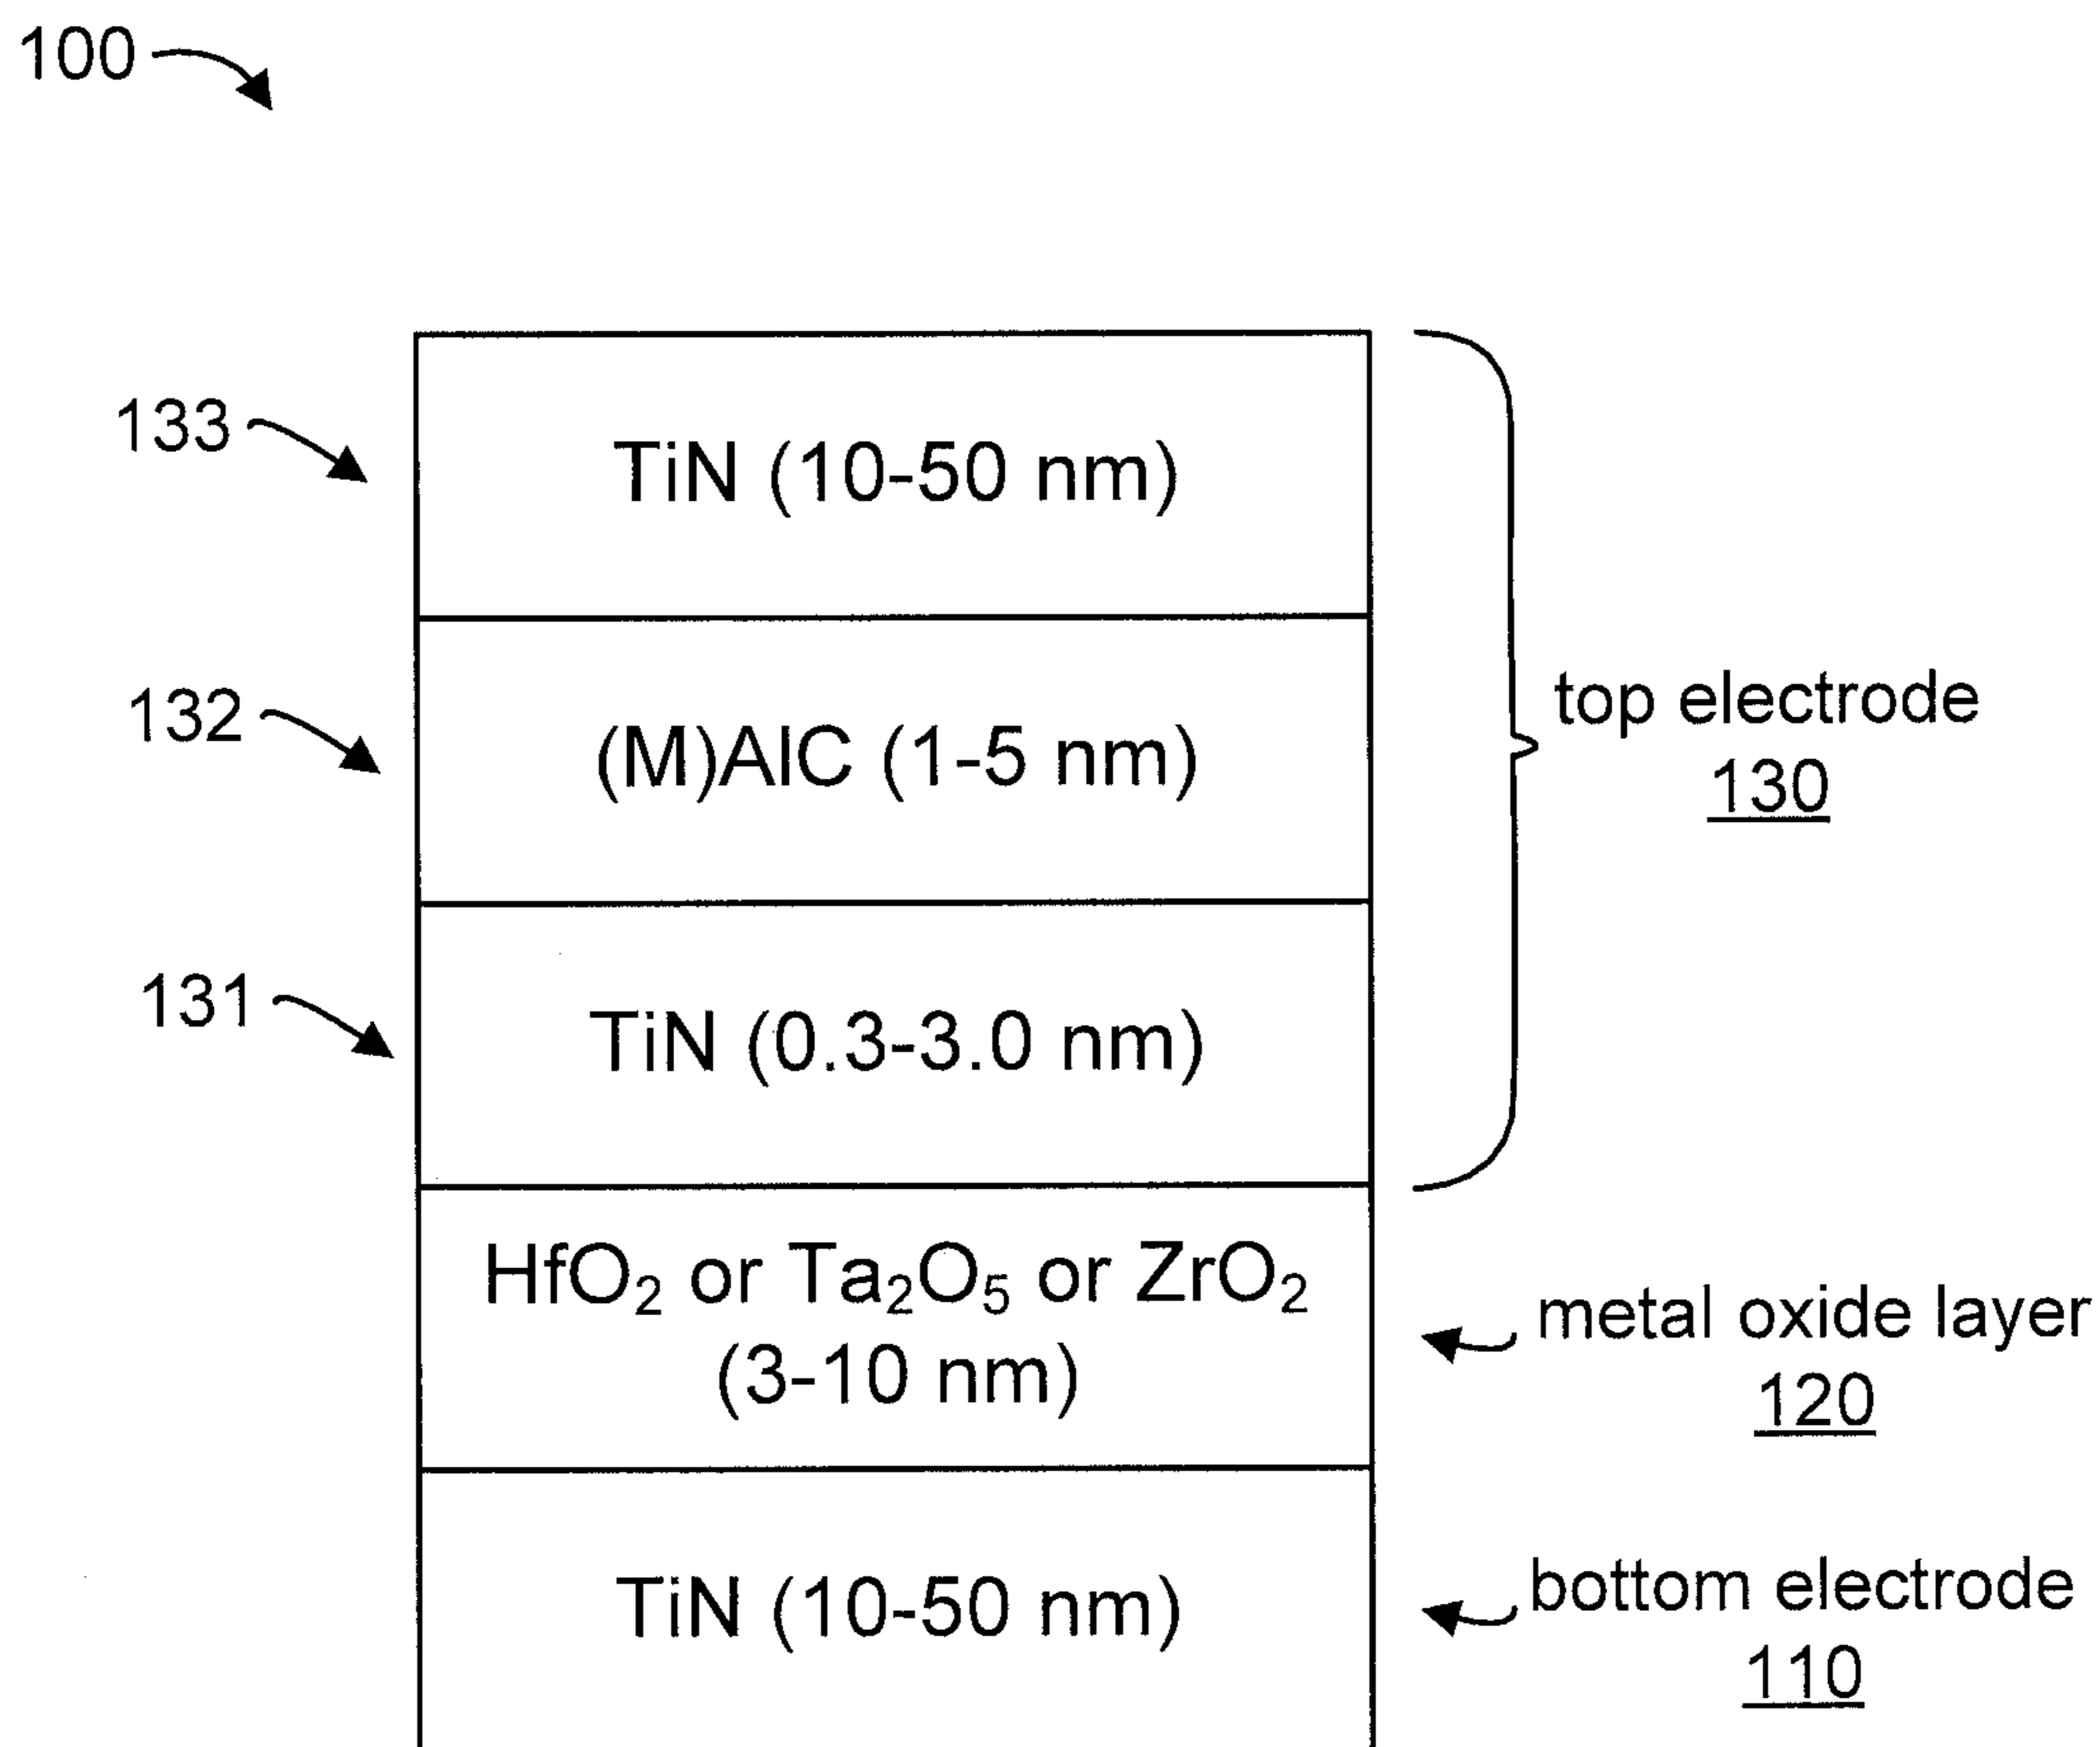 100
133
TiN (10-50 nm)
132
(M)AlC (1-5 nm)
top electrode
130
131
TiN (0.3-3.0 nm)
HfO₂ or Ta₂O₅ or ZrO₂
(3-10 nm)
metal oxide layer
120
TiN (10-50 nm)
bottom electrode
110